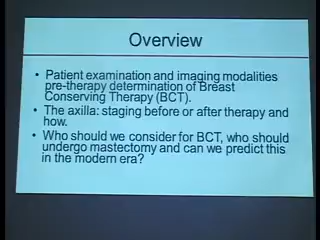 Overview
• Patient examination and imaging modalities
pre-therapy determination of Breast
Conserving Therapy (BCT).
• The axilla: staging before or after therapy and
how.
• Who should we consider for BCT, who should
undergo mastectomy and can we predict this
in the modern era?